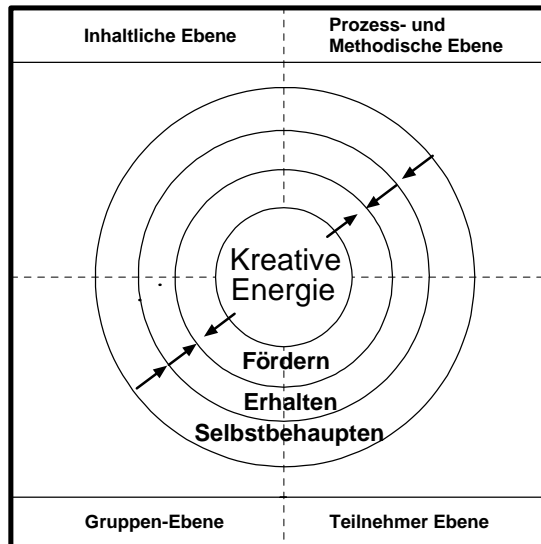 Inhaltliche Ebene
Prozess- und
Methodische Ebene
Kreative
Energie
Fördern
Erhalten
Selbstbehaupten
Gruppen-Ebene
Teilnehmer Ebene